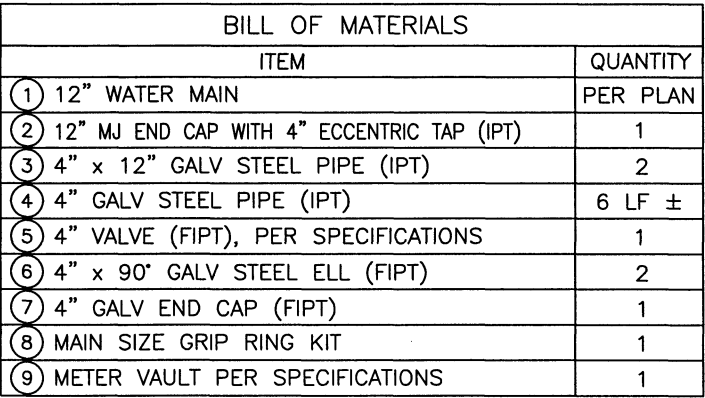 BILL OF MATERIALS
ITEM QUANTITY
1 12" WATER MAIN PER PLAN
2 12" MJ END CAP WITH 4" ECCENTRIC TAP (IPT) 1
3 4" x 12" GALV STEEL PIPE (IPT) 2
4 4" GALV STEEL PIPE (IPT) 6 LF ±
5 4" VALVE (FIPT), PER SPECIFICATIONS 1
6 4" x 90° GALV STEEL ELL (FIPT) 2
7 4" GALV END CAP (FIPT) 1
8 MAIN SIZE GRIP RING KIT 1
9 METER VAULT PER SPECIFICATIONS 1